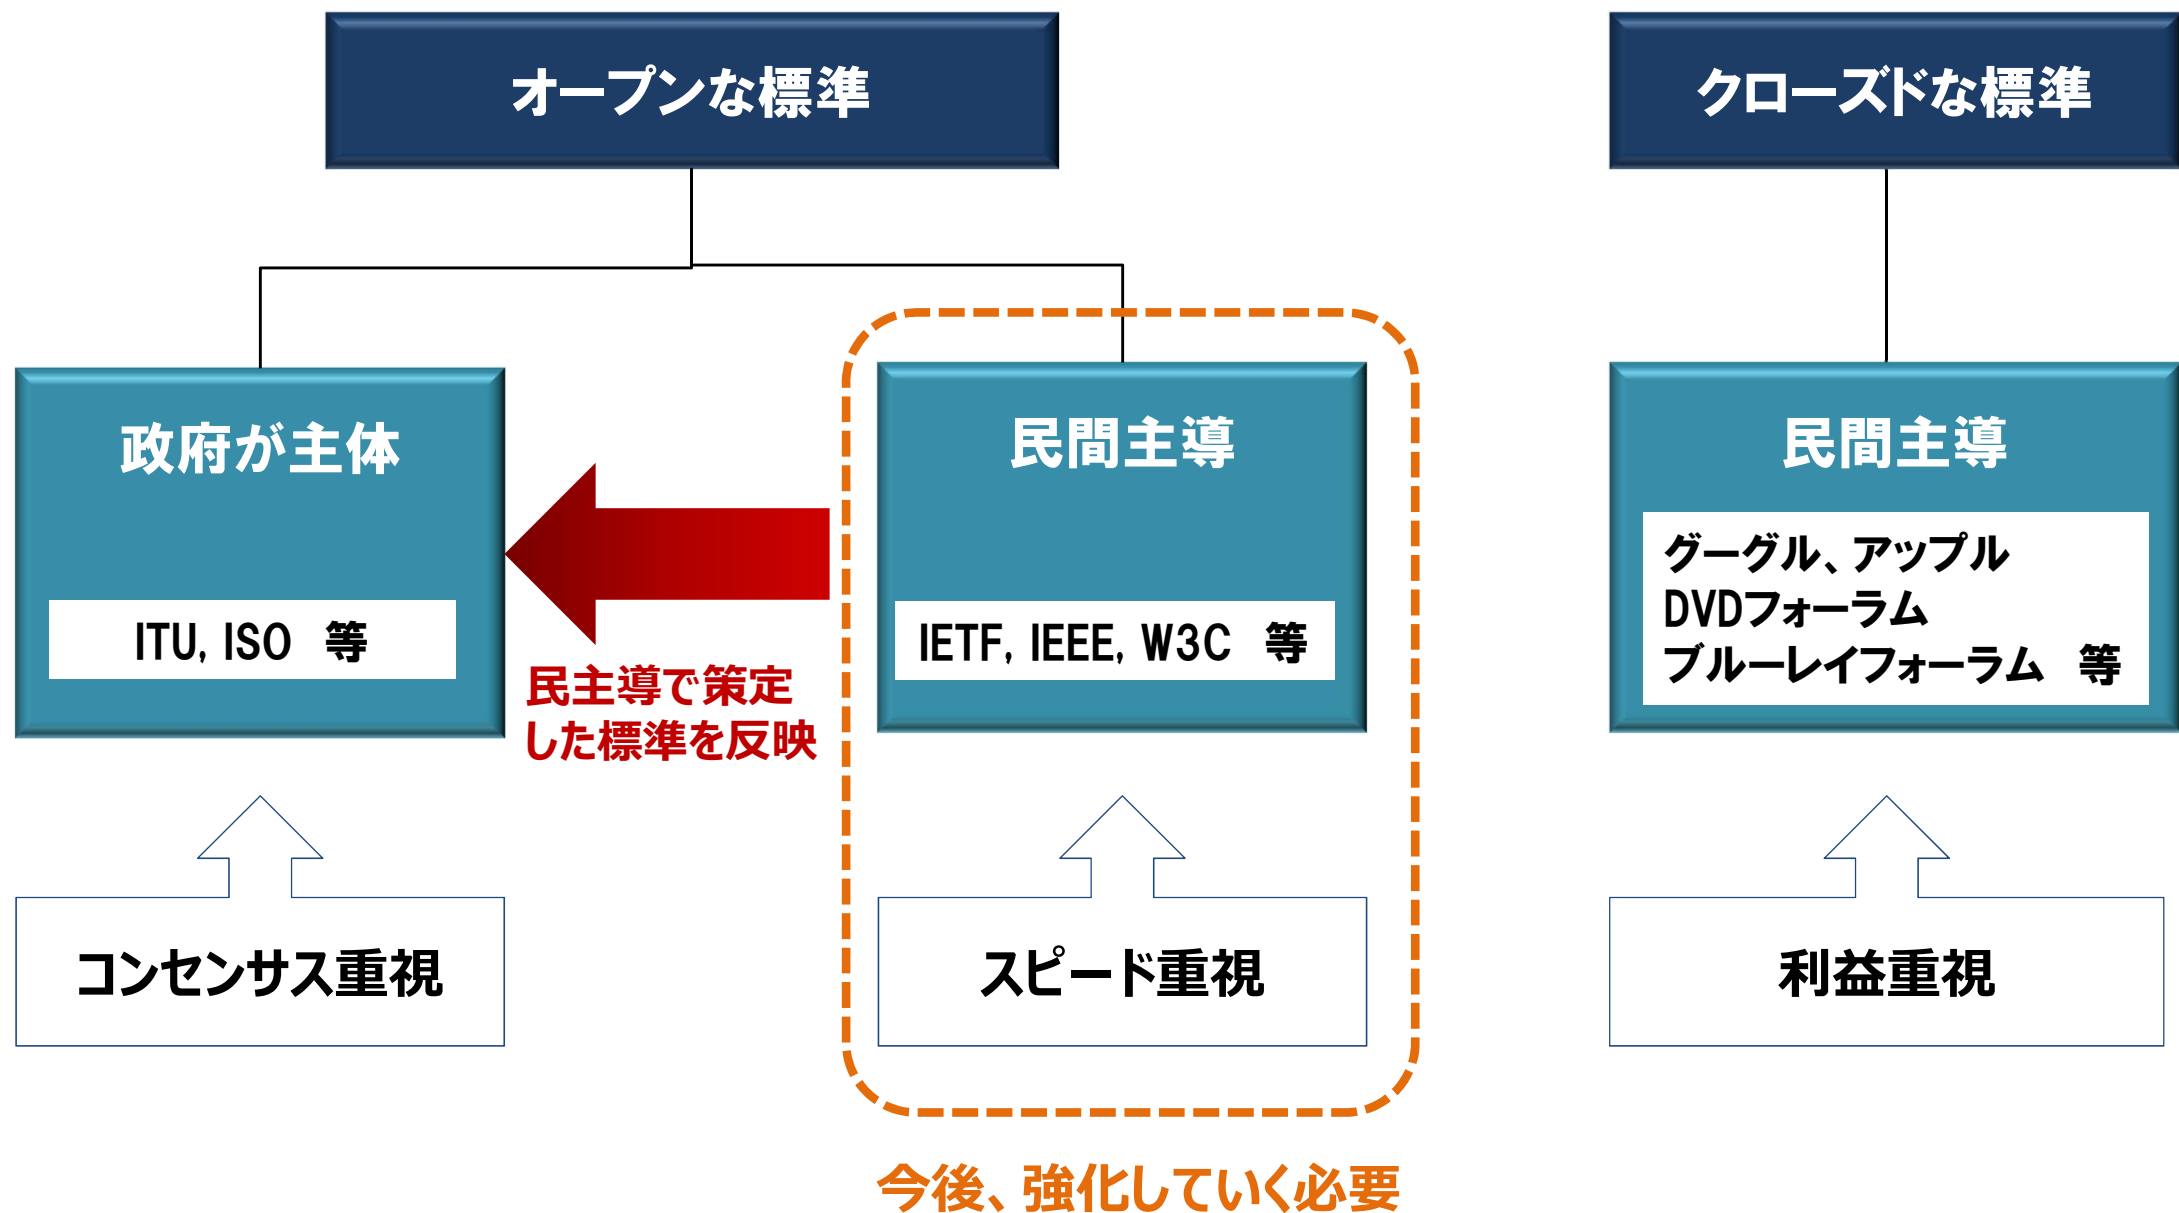 オープンな標準
クローズドな標準
政府が主体
ITU, ISO　等
民主導で策定
した標準を反映
民間主導
IETF, IEEE, W3C　等
民間主導
グーグル、アップル
DVDフォーラム
ブルーレイフォーラム　等
コンセンサス重視
スピード重視
利益重視
今後、強化していく必要